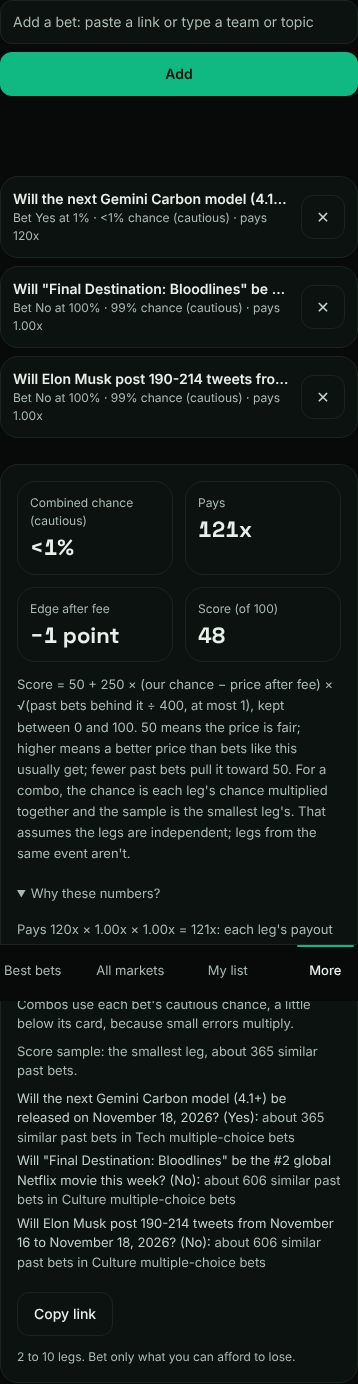 Add a bet: paste a link or type a team or topic
Add
Will the next Gemini Carbon model (4.1...
Bet Yes at 1% · <1% chance (cautious) · pays
120x
✕
Will "Final Destination: Bloodlines" be ...
Bet No at 100% · 99% chance (cautious) · pays
1.00x
✕
Will Elon Musk post 190-214 tweets fro...
Bet No at 100% · 99% chance (cautious) · pays
1.00x
✕
Combined chance
(cautious)
<1%
Pays
121x
Edge after fee
−1 point
Score (of 100)
48
Score = 50 + 250 × (our chance − price after fee) ×
√(past bets behind it ÷ 400, at most 1), kept
between 0 and 100. 50 means the price is fair;
higher means a better price than bets like this
usually get; fewer past bets pull it toward 50. For a
combo, the chance is each leg's chance multiplied
together and the sample is the smallest leg's. That
assumes the legs are independent; legs from the
same event aren't.
▼ Why these numbers?
Pays 120x × 1.00x × 1.00x = 121x: each leg's payout
Best bets
All markets
My list
More
Combos use each bet's cautious chance, a little
below its card, because small errors multiply.
Score sample: the smallest leg, about 365 similar
past bets.
Will the next Gemini Carbon model (4.1+) be
released on November 18, 2026? (Yes): about 365
similar past bets in Tech multiple-choice bets
Will "Final Destination: Bloodlines" be the #2 global
Netflix movie this week? (No): about 606 similar past
bets in Culture multiple-choice bets
Will Elon Musk post 190-214 tweets from November
16 to November 18, 2026? (No): about 606 similar
past bets in Culture multiple-choice bets
Copy link
2 to 10 legs. Bet only what you can afford to lose.